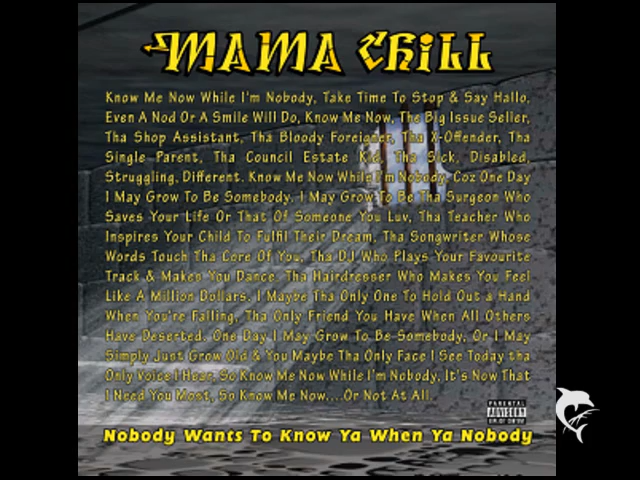 MAMA CHILL
Know Me Now While I'm Nobody, Take Time To Stop & Say Hallo,
Even A Nod Or A Smile Will Do, Know Me Now, The Big Issue Seller,
Tha Shop Assistant, Tha Bloody Foreigner, Tha X-Offender, Tha
Single Parent, Tha Council Estate Kid, Tha Sick, Disabled,
Struggling, Different. Know Me Now While I'm Nobody, Coz One Day
I May Grow To Be Somebody. I May Grow To Be Tha Surgeon Who
Saves Your Life Or That Of Someone You Luv, Tha Teacher Who
Inspires Your Child To Fulfil Their Dream, Tha Songwriter Whose
Words Touch Tha Core Of You, Tha DJ Who Plays Your Favourite
Track & Makes You Dance. Tha Hairdresser Who Makes You Feel
Like A Million Dollars. I Maybe Tha Only One To Hold Out a Hand
When You're Falling, Tha Only Friend You Have When All Others
Have Deserted. One Day I May Grow To Be Somebody, Or I May
Simply Just Grow Old & You Maybe Tha Only Face I See Today tha
Only Voice I Hear, So Know Me Now While I'm Nobody, It's Now That
I Need You Most, So Know Me Now....Or Not At All.
PARENTAL
ADVISORY
Nobody Wants To Know Ya When Ya Nobody